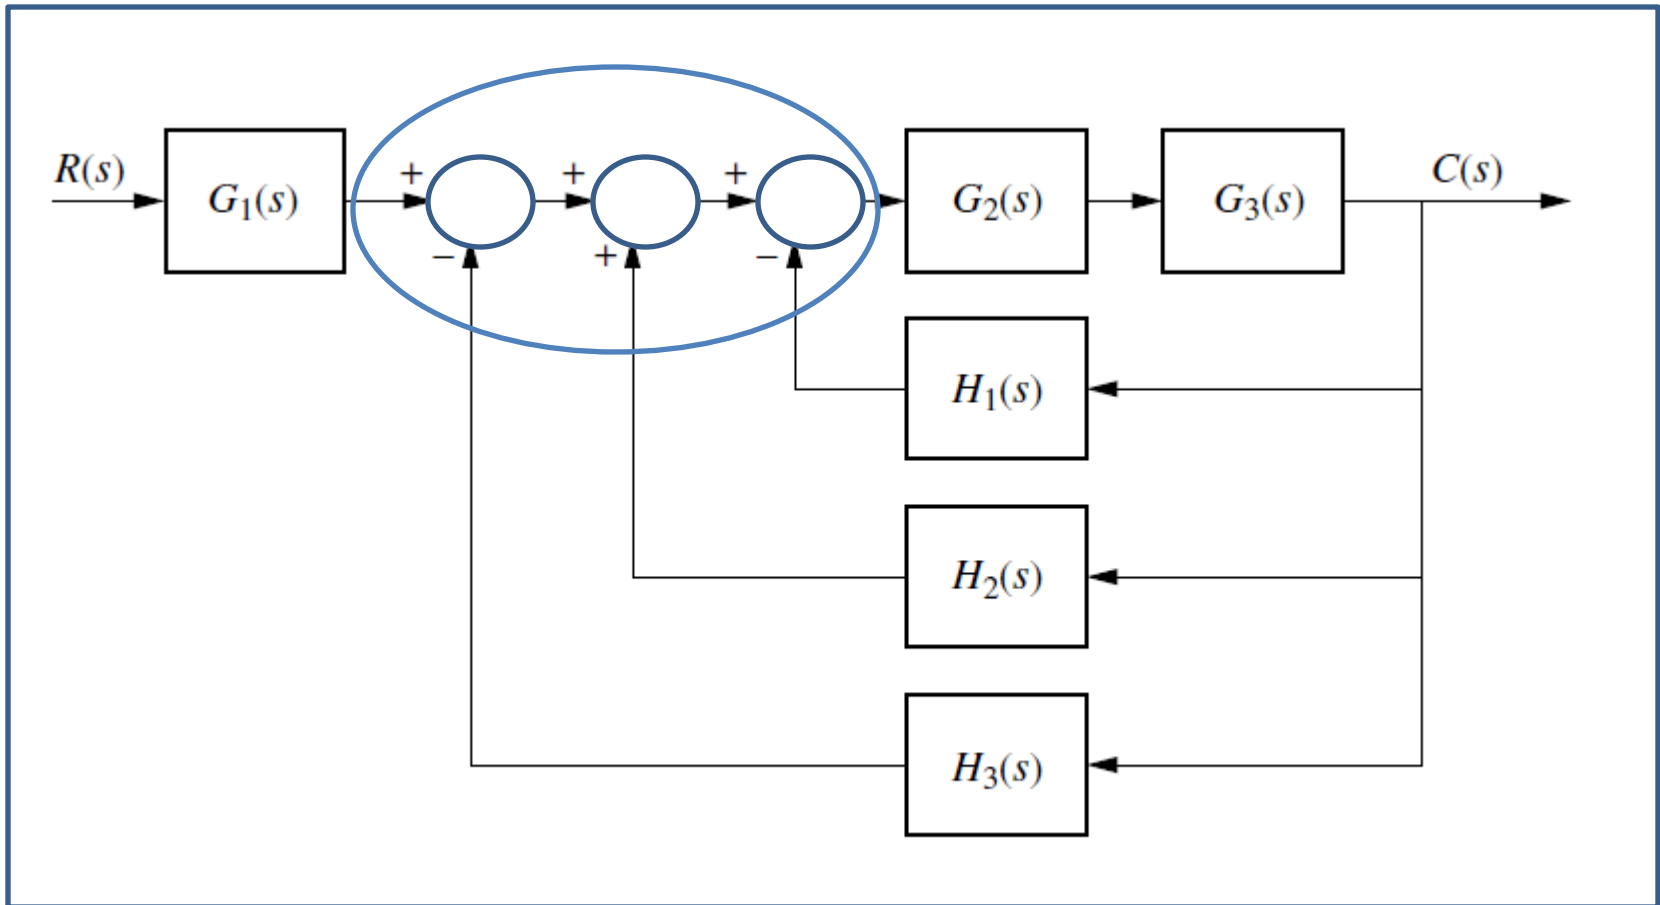 R(s)
C(s)
+
+
+
G₁(s)
G₂(s)
G₃(s)
−
+
−
H₁(s)
H₂(s)
H₃(s)